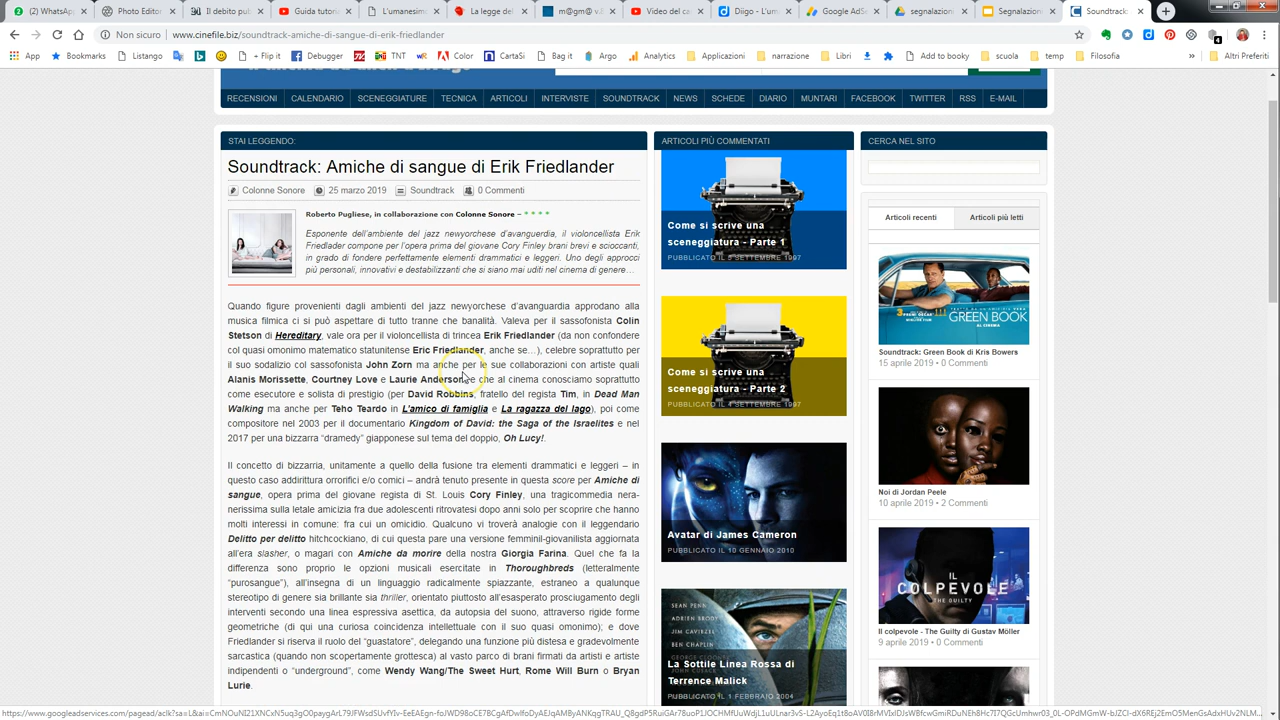 (2) WhatsApp
Photo Editor
Il debito pub
Guida tutoria
L'umanesim
La legge del
m@gm@ v
Video del ca
Diigo - L'un
Google AdS
segnalazioni
Segnalazion
Soundtrack:
Non sicuro
www.cinefile.biz/soundtrack-amiche-di-sangue-di-erik-friedlander
Bookmarks
Listango
+ Flip it
Debugger
TNT
Color
CartaSi
Bag it
Argo
Amaltea
Applicazioni
narrazione
Libri
Add to booky
scuola
temp
Filosofia
»
Altri Preferiti
RECENSIONI CALENDARIO SCENEGGIATURE TECNICA ARTICOLI INTERVISTE SOUNDTRACK NEWS SCHEDE DIARIO MUNTARI FACEBOOK TWITTER RSS E-MAIL
STAI LEGGENDO:
Soundtrack: Amiche di sangue di Erik Friedlander
Colonne Sonore 25 marzo 2019 Soundtrack 0 Commenti
Roberto Pugliese, in collaborazione con Colonne Sonore – * * * *
Esponente dell'ambiente del jazz newyorchese d'avanguardia, il violoncellista Erik
Friedlader compone per l'opera prima del giovane Cory Finley brani brevi e spiccanti,
in grado di fondere perfettamente elementi drammatici e leggeri. Uno degli approcci
più personali, innovativi e destabilizzanti che si siano mai uditi nel cinema di genere…
Quando figure provenienti dagli ambienti del jazz newyorchese d'avanguardia approdano alla
musica filmica ci si può aspettare di tutto tranne che banalità. Valeva per il sassofonista Colin
Stetson di Hereditary, vale ora per il violoncellista di trincea Erik Friedlander (da non confondere
col quasi omonimo matematico statunitense Eric Friedlander, anche se…), celebre soprattutto per
il suo sodalizio col sassofonista John Zorn ma anche per le sue collaborazioni con artiste quali
Alanis Morissette, Courtney Love e Laurie Anderson, e che al cinema conosciamo soprattutto
come esecutore e solista di prestigio (per David Robbins, fratello del regista Tim, in Dead Man
Walking ma anche per Teho Teardo in L'amico di famiglia e La ragazza del lago), poi come
compositore nel 2003 per il documentario Kingdom of David: the Saga of the Israelites e nel
2017 per una bizzarra "dramedy" giapponese sul tema del doppio, Oh Lucy!.
Il concetto di bizzarria, unitamente a quello della fusione tra elementi drammatici e leggeri – in
questo caso addirittura orrorifici e/o comici – andrà tenuto presente in questa score per Amiche di
sangue, opera prima del giovane regista di St. Louis Cory Finley, una tragicommedia nera-
nerissima sulla letale amicizia fra due adolescenti ritrovatesi dopo anni per scoprire che hanno
molti interessi in comune: fra cui un omicidio. Qualcuno vi troverà analogie con il leggendario
Delitto per delitto hitchcockiano, di cui questa pare una versione femminil-giovanilista aggiornata
all'era slasher, o magari con Amiche da morire della nostra Giorgia Farina. Quel che fa la
differenza sono proprio le opzioni musicali esercitate in Thoroughbreds (letteralmente
"purosangue"), all'insegna di un linguaggio radicalmente spiazzante, estraneo a qualunque
stereotipo di genere sia brillante sia thriller, orientato piuttosto all'esasperato prosciugamento degli
interventi secondo una linea espressiva asettica, da autopsia del suono, attraverso rigide forme
geometriche (di qui una curiosa coincidenza intellettuale con il suo quasi omonimo); e dove
Friedlander si riserva il ruolo del "guastatore", delegando una funzione più distesa e gradevolmente
sarcastica (quando non scopertamente grottesca) al vasto parco di brani firmati da artisti e artiste
indipendenti o "underground", come Wendy Wang/The Sweet Hurt, Rome Will Burn o Bryan
Lurie.
ARTICOLI PIÙ COMMENTATI
Come si scrive una
sceneggiatura - Parte 1
PUBBLICATO IL 5 SETTEMBRE 1997
Come si scrive una
sceneggiatura - Parte 2
PUBBLICATO IL 4 SETTEMBRE 1997
Avatar di James Cameron
PUBBLICATO IL 10 GENNAIO 2010
SEAN PENN
ADRIEN BRODY
JIM CAVIEZEL
BEN CHAPLIN
La Sottile Linea Rossa di
Terrence Malick
PUBBLICATO IL 1 FEBBRAIO 2004
CERCA NEL SITO
Articoli recenti Articoli più letti
GREEN BOOK
AL CINEMA
Soundtrack: Green Book di Kris Bowers
15 aprile 2019 • 0 Commenti
Noi di Jordan Peele
10 aprile 2019 • 2 Commenti
IL
COLPEVOLE
THE GUILTY
Il colpevole - The Guilty di Gustav Möller
9 aprile 2019 • 0 Commenti